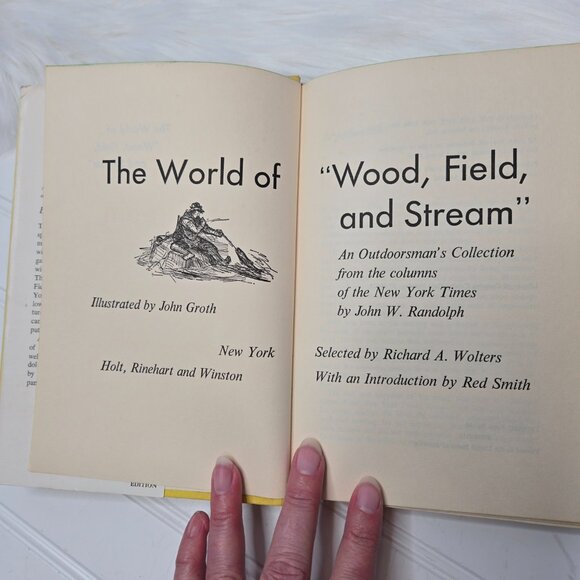 The World of
Illustrated by John Groth
New York
Holt, Rinehart and Winston
EDITION
"Wood, Field,
and Stream"
An Outdoorsman's Collection
from the columns
of the New York Times
by John W. Randolph
Selected by Richard A. Wolters
With an Introduction by Red Smith